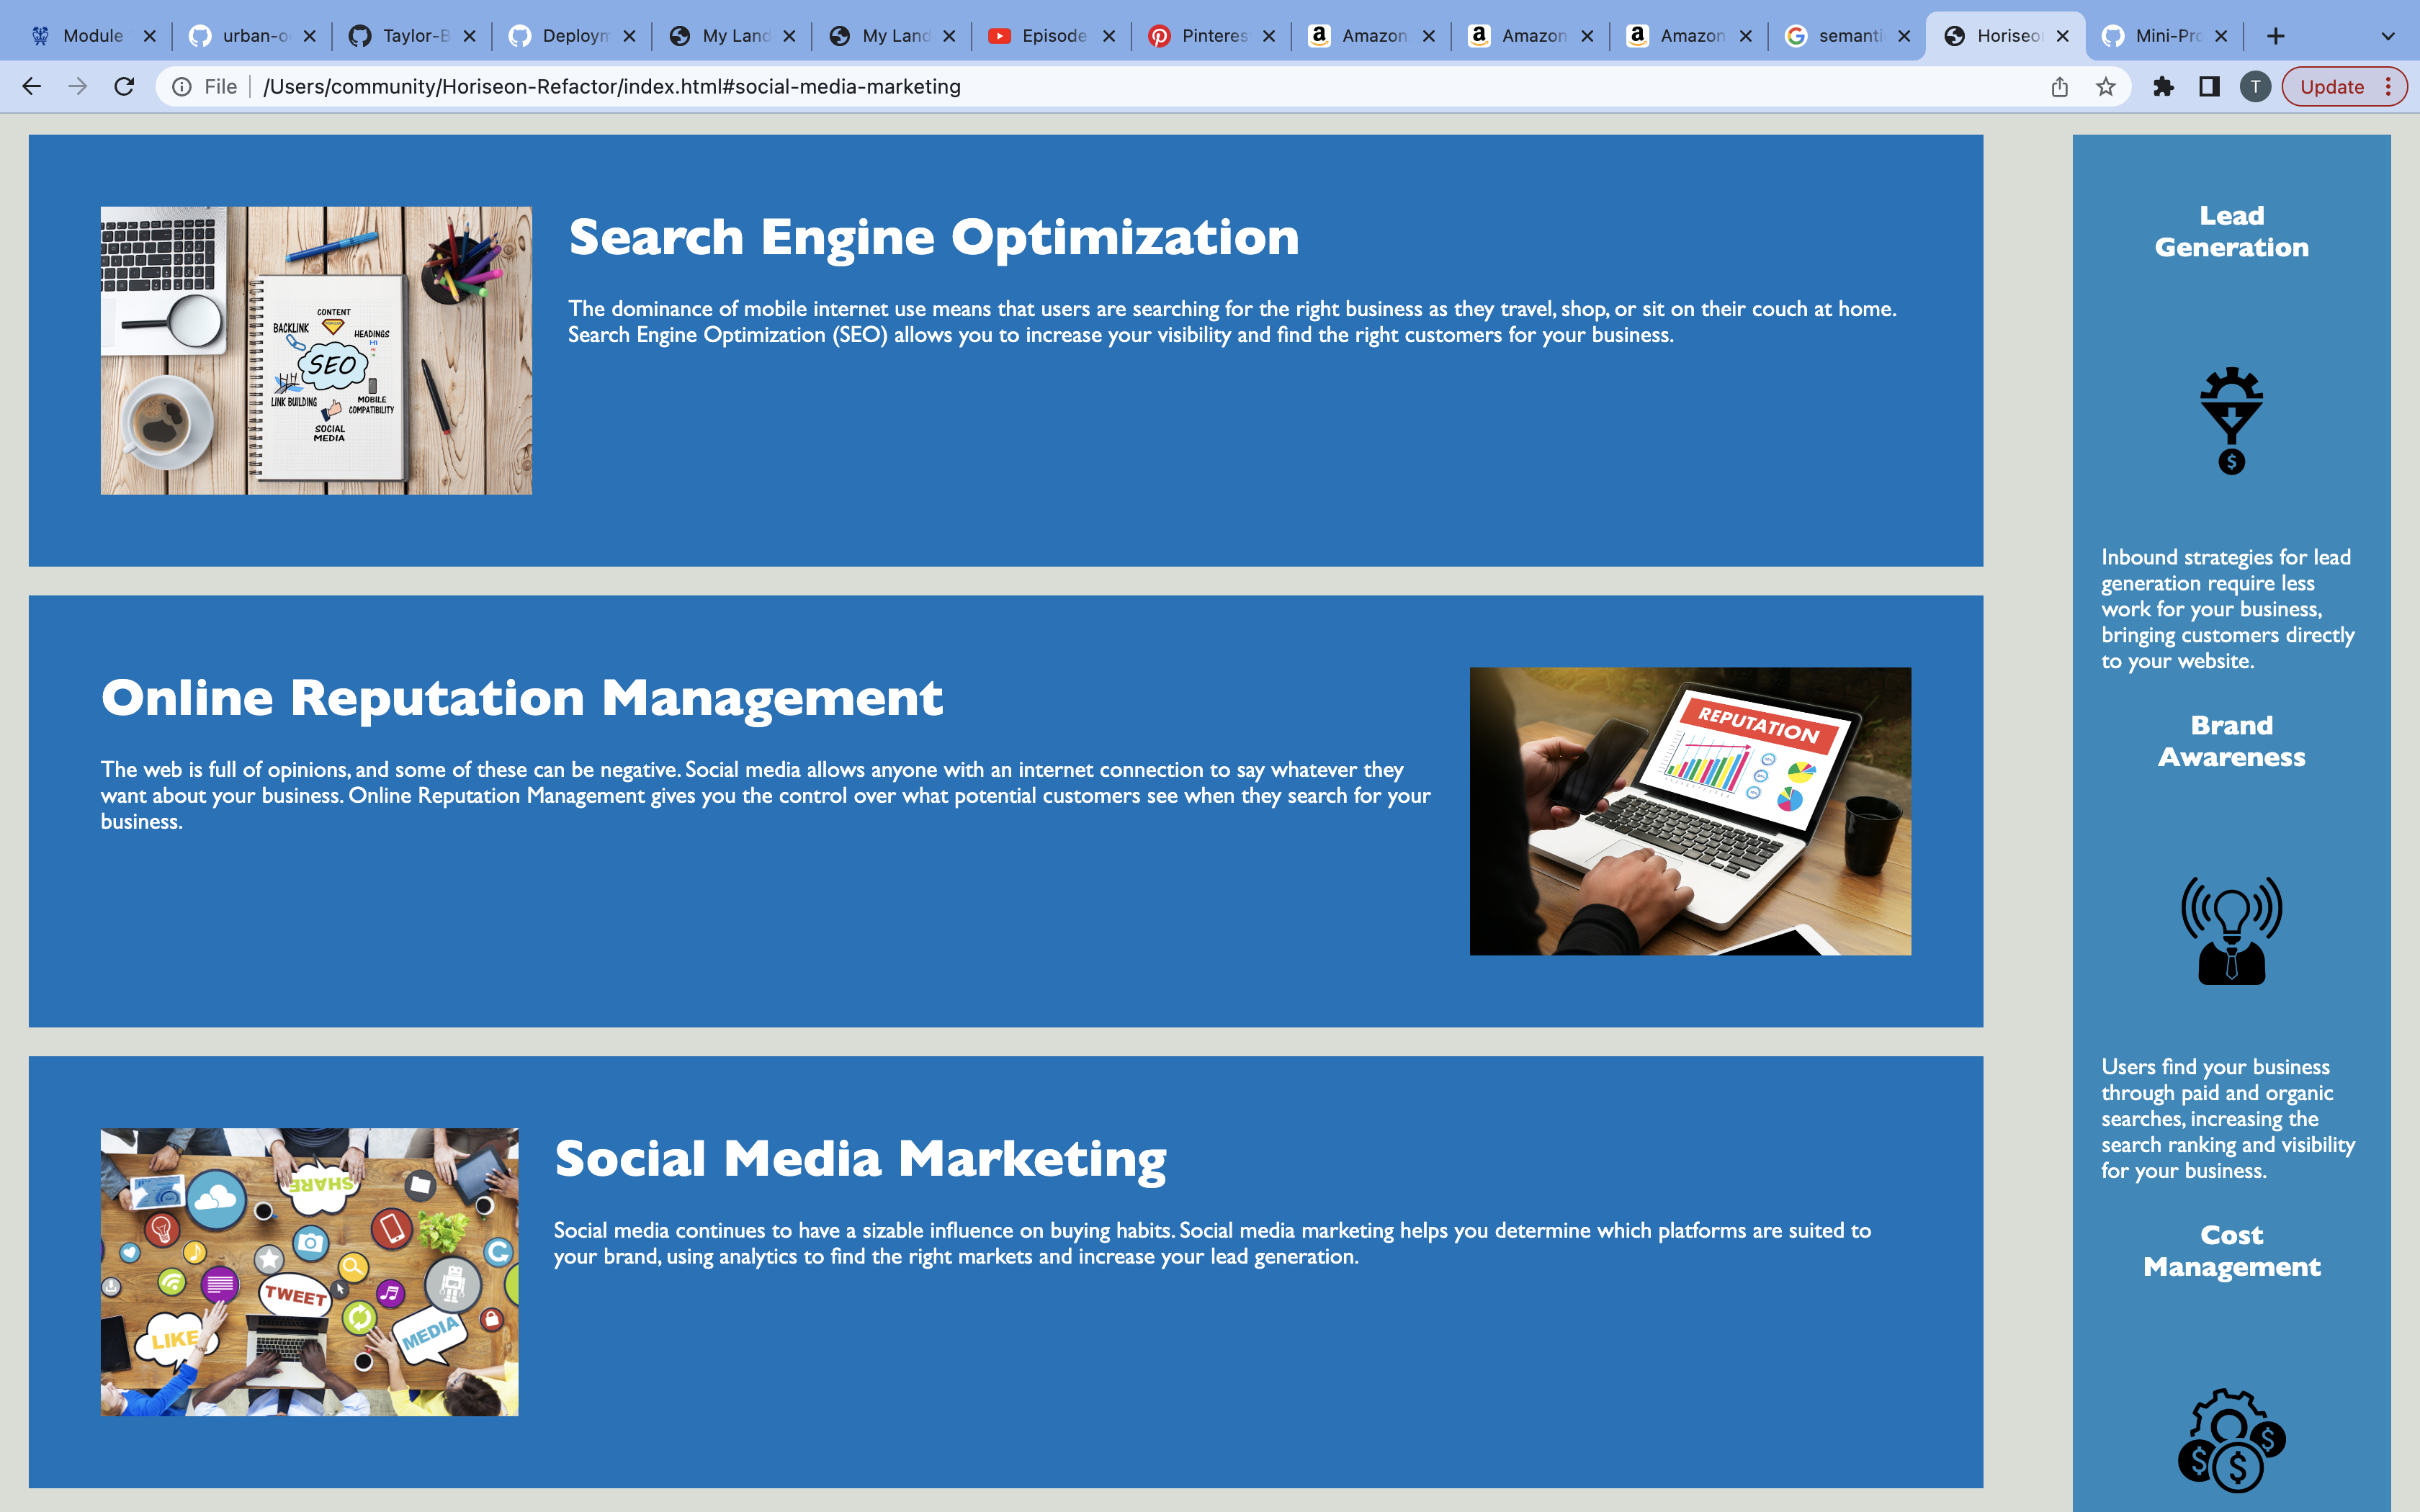 Module
urban-o
Taylor-B
Deploym
My Land
My Land
Episode
Pinteres
Amazon
Amazon
Amazon
semanti
Horiseo
Mini-Pro
File
/Users/community/Horiseon-Refactor/index.html#social-media-marketing
T
Update
CONTENT
BACKLINK
HEADINGS
H1
SEO
LINK BUILDING
MOBILE
COMPATIBILITY
SOCIAL
MEDIA
Search Engine Optimization
The dominance of mobile internet use means that users are searching for the right business as they travel, shop, or sit on their couch at home.
Search Engine Optimization (SEO) allows you to increase your visibility and find the right customers for your business.
Online Reputation Management
The web is full of opinions, and some of these can be negative. Social media allows anyone with an internet connection to say whatever they
want about your business. Online Reputation Management gives you the control over what potential customers see when they search for your
business.
REPUTATION
SHARE
TWEET
LIKE
MEDIA
Social Media Marketing
Social media continues to have a sizable influence on buying habits. Social media marketing helps you determine which platforms are suited to
your brand, using analytics to find the right markets and increase your lead generation.
Lead
Generation
$
Inbound strategies for lead
generation require less
work for your business,
bringing customers directly
to your website.
Brand
Awareness
Users find your business
through paid and organic
searches, increasing the
search ranking and visibility
for your business.
Cost
Management
$
$
$